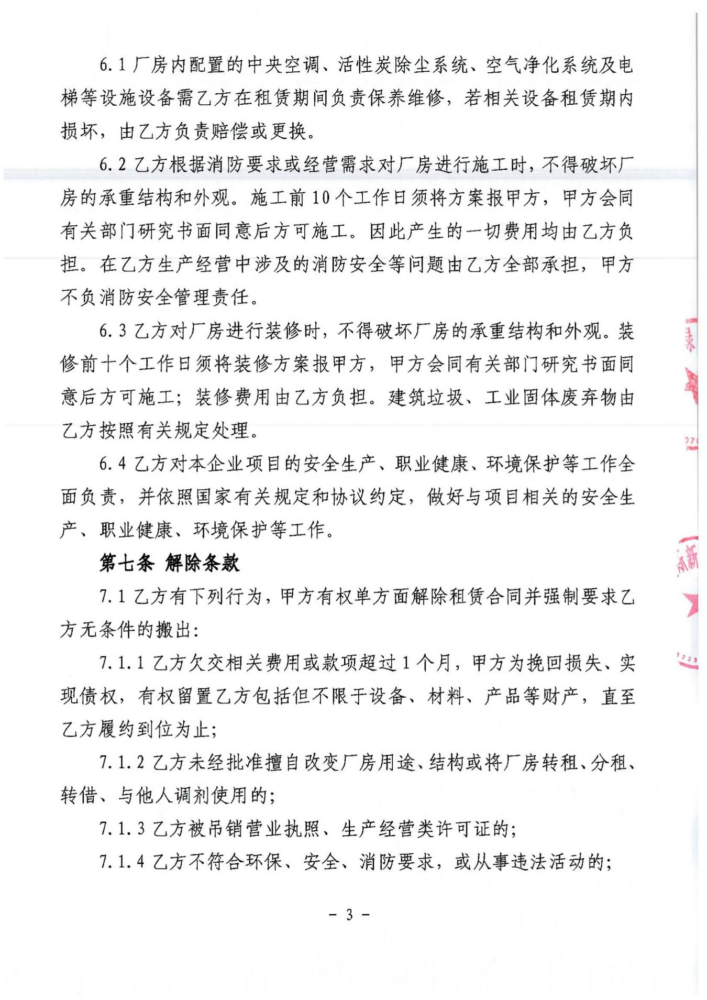 6.1 厂房内配置的中央空调、活性炭除尘系统、空气净化系统及电
梯等设施设备需乙方在租赁期间负责保养维修，若相关设备租赁期内
损坏，由乙方负责赔偿或更换。
6.2 乙方根据消防要求或经营需求对厂房进行施工时，不得破坏厂
房的承重结构和外观。施工前 10 个工作日须将方案报甲方，甲方会同
有关部门研究书面同意后方可施工。因此产生的一切费用均由乙方负
担。在乙方生产经营中涉及的消防安全等问题由乙方全部承担，甲方
不负消防安全管理责任。
6.3 乙方对厂房进行装修时，不得破坏厂房的承重结构和外观。装
修前十个工作日须将装修方案报甲方，甲方会同有关部门研究书面同
意后方可施工；装修费用由乙方负担。建筑垃圾、工业固体废弃物由
乙方按照有关规定处理。
6.4 乙方对本企业项目的安全生产、职业健康、环境保护等工作全
面负责，并依照国家有关规定和协议约定，做好与项目相关的安全生
产、职业健康、环境保护等工作。
第七条 解除条款
7.1 乙方有下列行为，甲方有权单方面解除租赁合同并强制要求乙
方无条件的搬出：
7.1.1 乙方欠交相关费用或款项超过 1 个月，甲方为挽回损失、实
现债权，有权留置乙方包括但不限于设备、材料、产品等财产，直至
乙方履约到位为止；
7.1.2 乙方未经批准擅自改变厂房用途、结构或将厂房转租、分租、
转借、与他人调剂使用的；
7.1.3 乙方被吊销营业执照、生产经营类许可证的；
7.1.4 乙方不符合环保、安全、消防要求，或从事违法活动的；
- 3 -
新